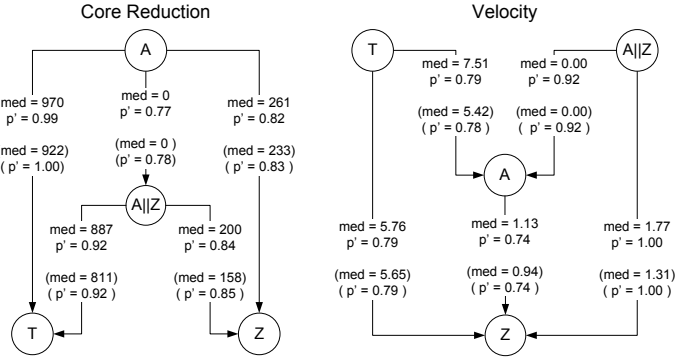 Core Reduction
A
med = 970
p' = 0.99
med = 0
p' = 0.77
med = 261
p' = 0.82
med = 922)
( p' = 1.00)
(med = 0 )
(p' = 0.78)
(med = 233)
( p' = 0.83 )
A||Z
med = 887
p' = 0.92
med = 200
p' = 0.84
(med = 811)
( p' = 0.92 )
(med = 158)
( p' = 0.85 )
T
Z
Velocity
T
A||Z
med = 7.51
p' = 0.79
med = 0.00
p' = 0.92
(med = 5.42)
( p' = 0.78 )
(med = 0.00)
( p' = 0.92 )
A
med = 5.76
p' = 0.79
med = 1.13
p' = 0.74
med = 1.77
p' = 1.00
(med = 5.65)
( p' = 0.79 )
(med = 0.94)
( p' = 0.74 )
(med = 1.31)
( p' = 1.00 )
Z